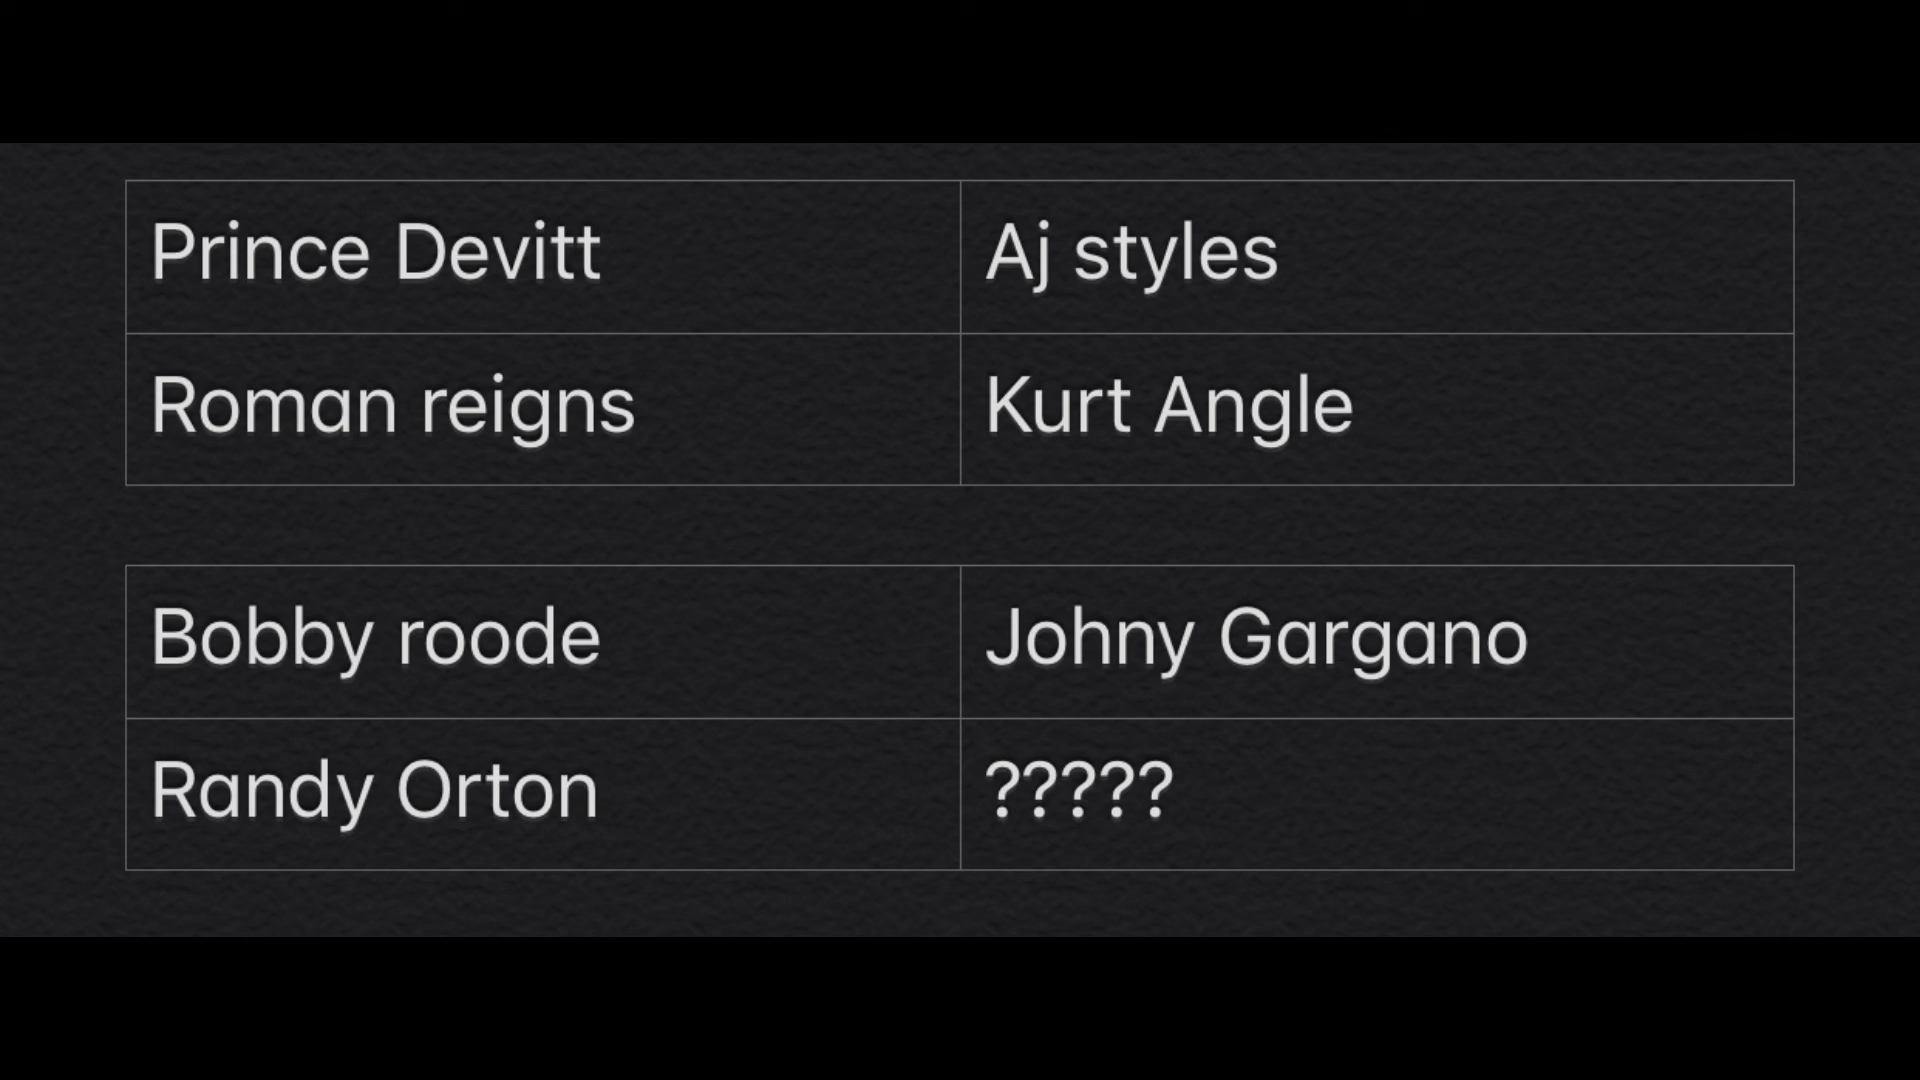 Prince Devitt
Aj styles
Roman reigns
Kurt Angle
Bobby roode
Johny Gargano
Randy Orton
?????